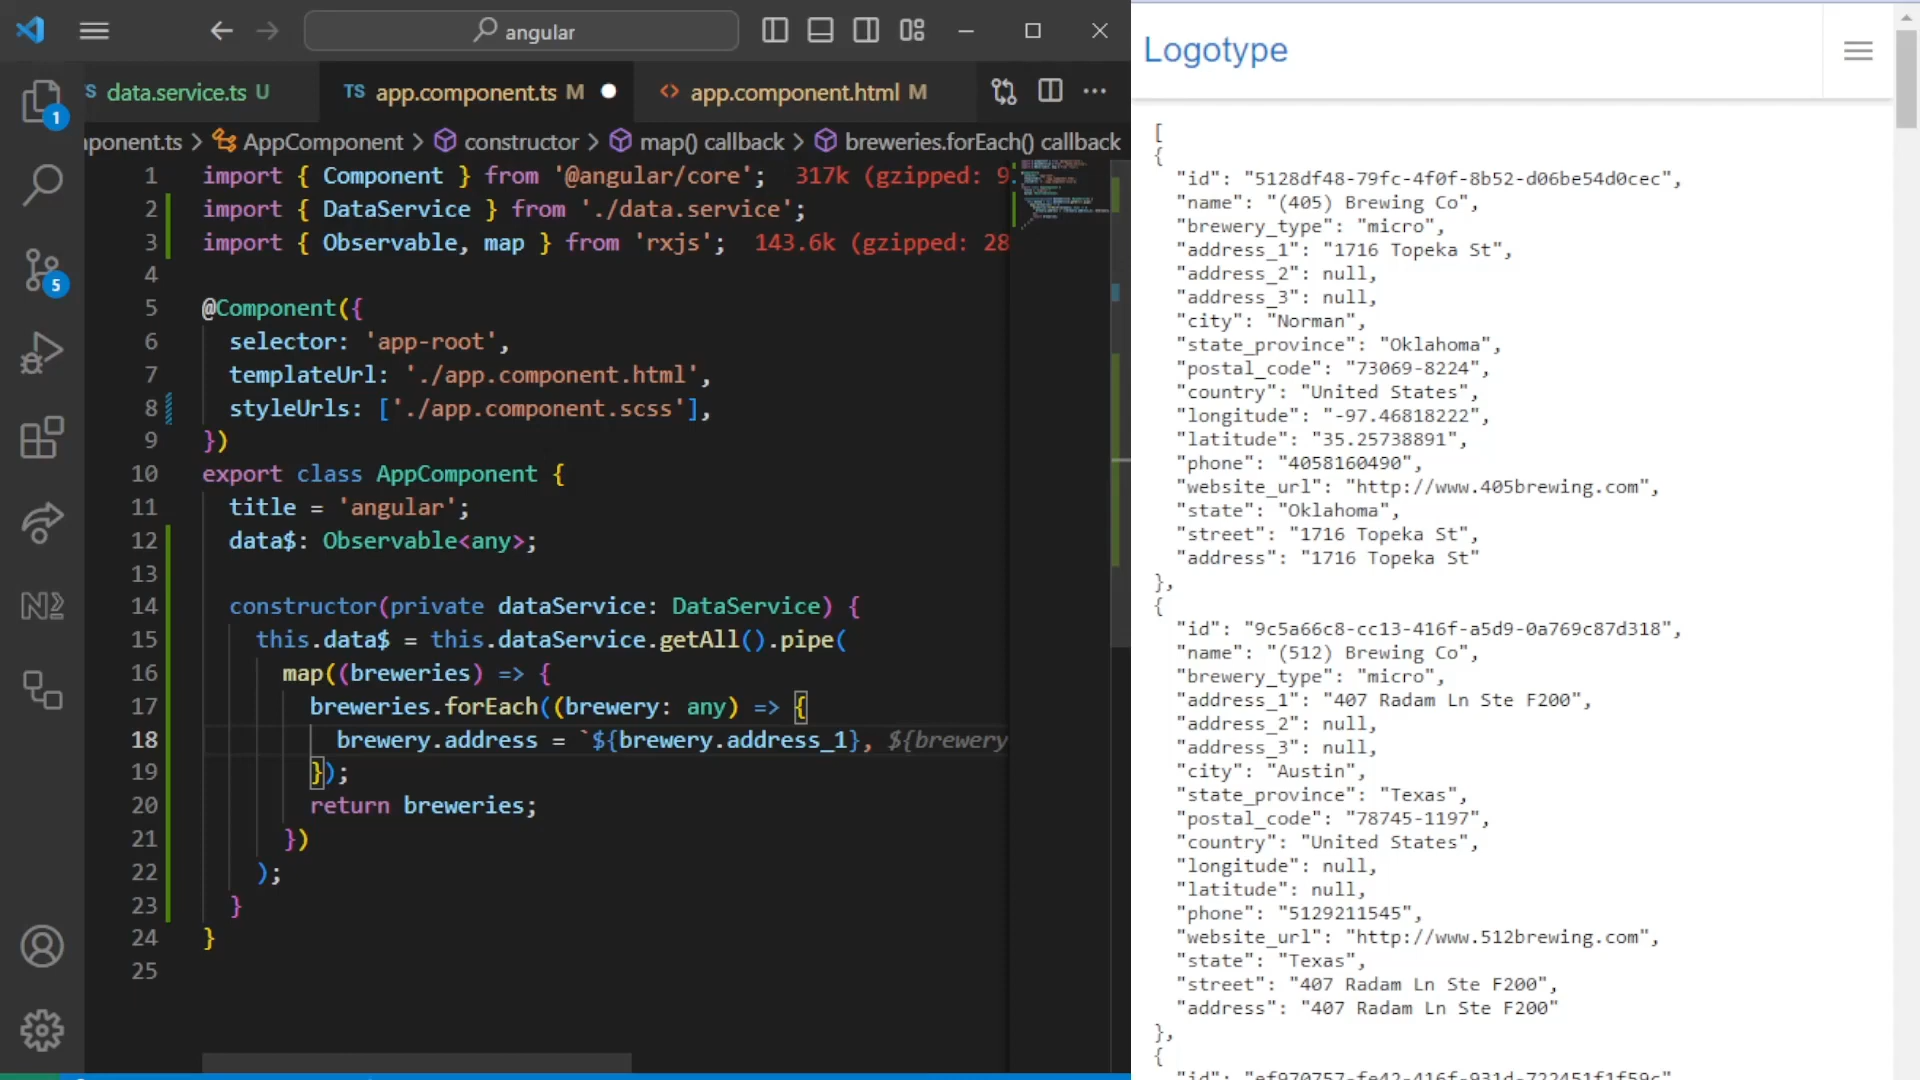 angular
data.service.ts U
TS app.component.ts M
app.component.html M
1
5
ponent.ts > AppComponent > constructor > map() callback > breweries.forEach() callback
1 import { Component } from '@angular/core'; 317k (gzipped: 9
2 import { DataService } from './data.service';
3 import { Observable, map } from 'rxjs'; 143.6k (gzipped: 28
4
5 @Component({
6 selector: 'app-root',
7 templateUrl: './app.component.html',
8 styleUrls: ['./app.component.scss'],
9 })
10 export class AppComponent {
11 title = 'angular';
12 data$: Observable<any>;
13
14 constructor(private dataService: DataService) {
15 this.data$ = this.dataService.getAll().pipe(
16 map((breweries) => {
17 breweries.forEach((brewery: any) => {
18 brewery.address = `${brewery.address_1}, ${brewery
19 });
20 return breweries;
21 })
22 );
23 }
24 }
25
Logotype
[
{
"id": "5128df48-79fc-4f0f-8b52-d06be54d0cec",
"name": "(405) Brewing Co",
"brewery_type": "micro",
"address_1": "1716 Topeka St",
"address_2": null,
"address_3": null,
"city": "Norman",
"state_province": "Oklahoma",
"postal_code": "73069-8224",
"country": "United States",
"longitude": "-97.46818222",
"latitude": "35.25738891",
"phone": "4058160490",
"website_url": "http://www.405brewing.com",
"state": "Oklahoma",
"street": "1716 Topeka St",
"address": "1716 Topeka St"
},
{
"id": "9c5a66c8-cc13-416f-a5d9-0a769c87d318",
"name": "(512) Brewing Co",
"brewery_type": "micro",
"address_1": "407 Radam Ln Ste F200",
"address_2": null,
"address_3": null,
"city": "Austin",
"state_province": "Texas",
"postal_code": "78745-1197",
"country": "United States",
"longitude": null,
"latitude": null,
"phone": "5129211545",
"website_url": "http://www.512brewing.com",
"state": "Texas",
"street": "407 Radam Ln Ste F200",
"address": "407 Radam Ln Ste F200"
},
{
"id": "ef970757-fe42-416f-931d-722451f1f59c"